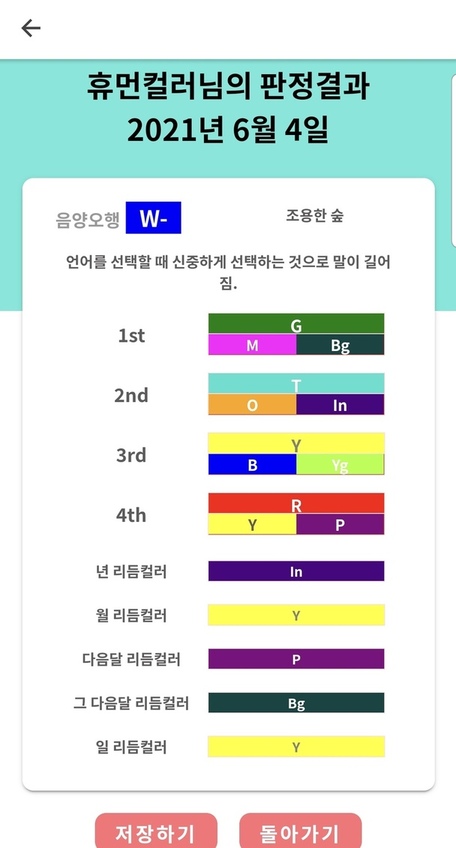 휴먼컬러님의 판정결과
2021년 6월 4일
음양오행 W- 조용한 숲
언어를 선택할 때 신중하게 선택하는 것으로 말이 길어
짐.
1st G
M Bg
2nd T
O In
3rd Y
B Yg
4th R
Y P
년 리듬컬러 In
월 리듬컬러 Y
다음달 리듬컬러 P
그 다음달 리듬컬러 Bg
일 리듬컬러 Y
저장하기 돌아가기